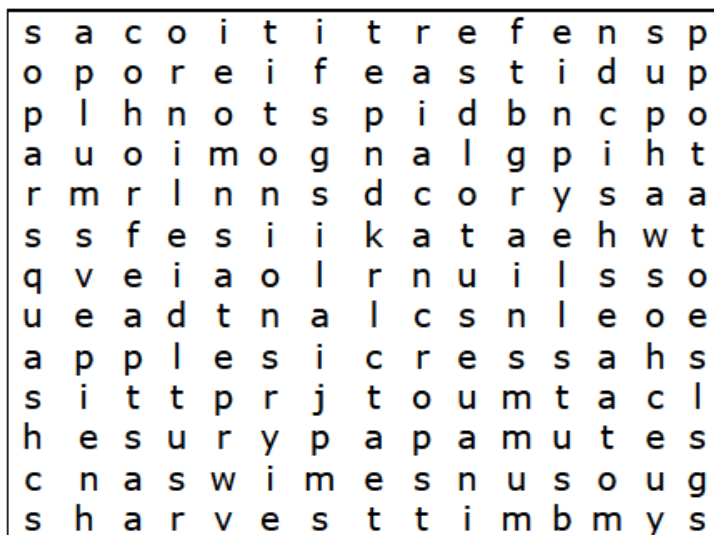 s a c o i t i t r e f e n s p
o p o r e i f e a s t i d u p
p l h n o t s p i d b n c p o
a u o i m o g n a l g p i h t
r m r l n n s d c o r y s a a
s s f e s i i k a t a e h w t
q v e i a o l r n u i l s s o
u e a d t n a l c s n l e o e
a p p l e s i c r e s s a h s
s i t t p r j t o u m t a c l
h e s u r y p a p a m u t e s
c n a s w i m e s n u s o u g
s h a r v e s t t i m b m y s